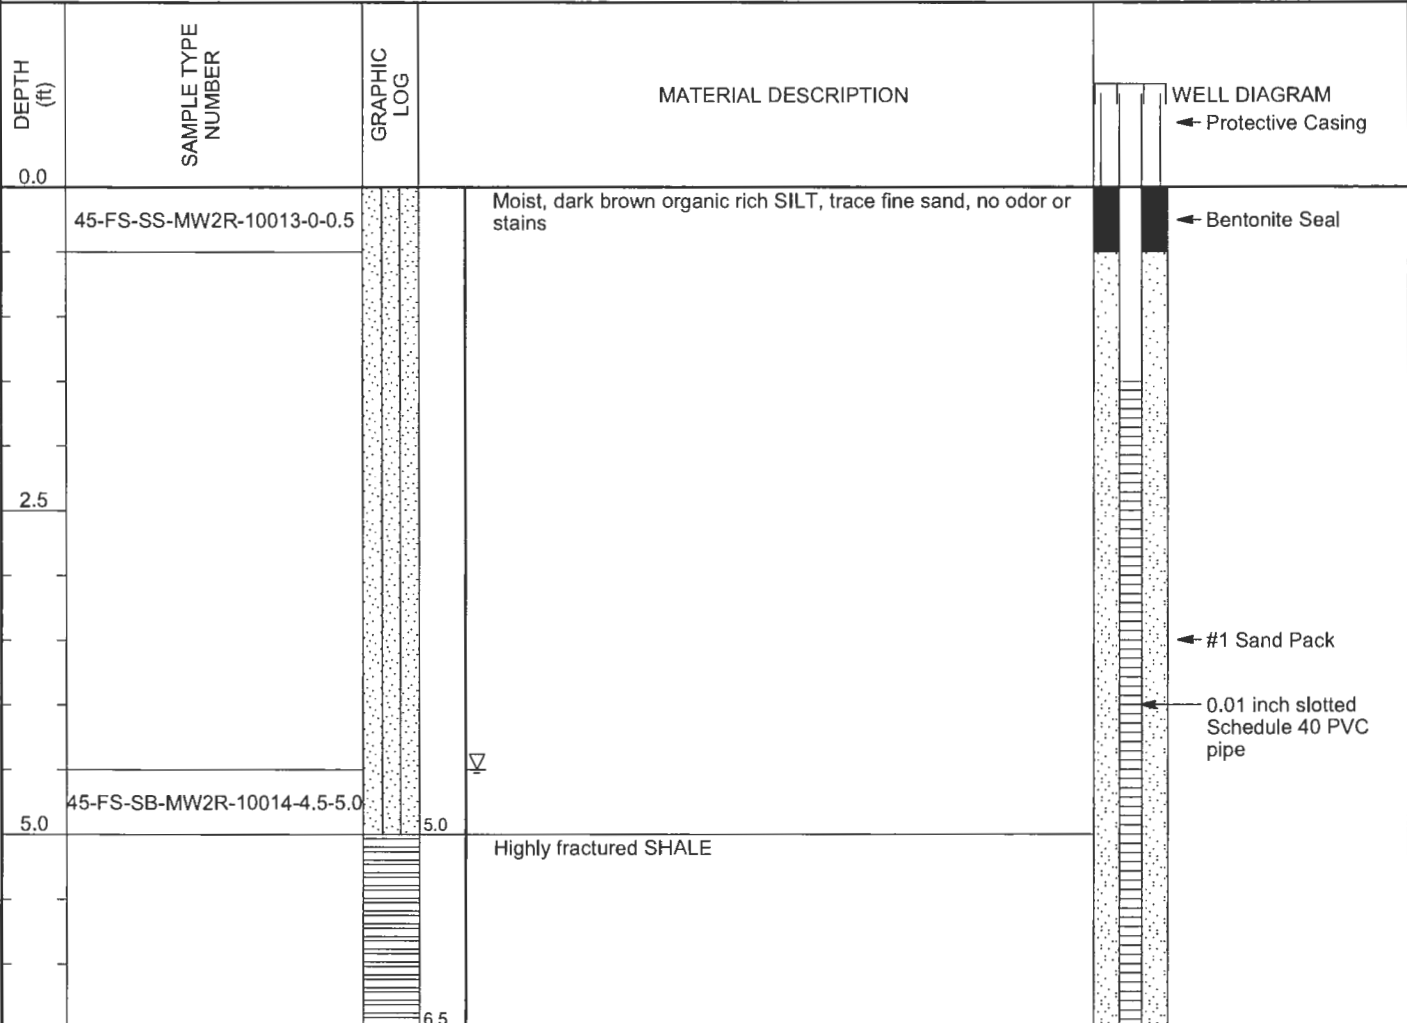 DEPTH
(ft)
SAMPLE TYPE
NUMBER
GRAPHIC
LOG
MATERIAL DESCRIPTION
WELL DIAGRAM
Protective Casing
0.0
45-FS-SS-MW2R-10013-0-0.5
Moist, dark brown organic rich SILT, trace fine sand, no odor or
stains
Bentonite Seal
2.5
#1 Sand Pack
0.01 inch slotted
Schedule 40 PVC
pipe
45-FS-SB-MW2R-10014-4.5-5.0
5.0
5.0
Highly fractured SHALE
6.5